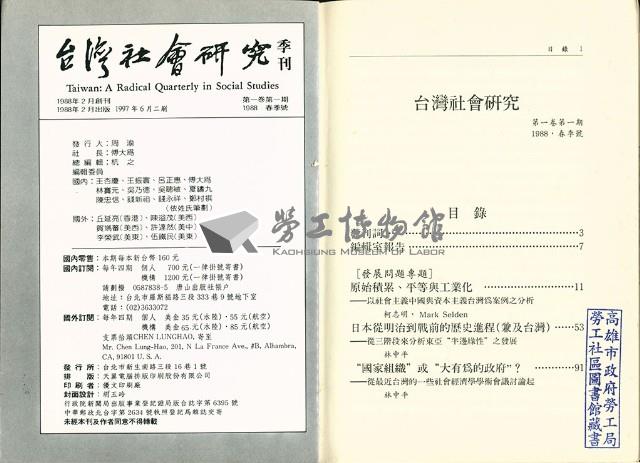 台灣社會研究 季刊
Taiwan: A Radical Quarterly in Social Studies
1988年2月創刊 第一卷第一期
1988年2月出版 1997年6月二刷 1988 春季號
發行人：周渝
社長：傅大為
總編輯：杭之
編輯委員
國內：王杏慶、王振寰、呂正惠、傅大為
林書元、吳乃德、吳聰敏、夏鑄九
陳忠信、錢新祖、錢永祥、鄭村棋
（依姓氏筆劃）
國外：丘延亮(香港)、陳溢茂(美西)
賀端蕃(美西)、許達然(美中)
李榮武(美東)、伍鐵民(美東)
國內零售：本期每本新台幣160元
國內訂閱：每年四期 個人 700元(一律掛號寄書)
機構 1200元(一律掛號寄書)
請劃撥 0587838-5 唐山出版社帳戶
地址：台北市羅斯福路三段333巷9號地下室
電話：(02)3633072
國外訂閱：每年四期 個人 美金35元(水陸)，55元(航空)
機構 美金65元(水陸)，85元(航空)
支票抬頭CHEN LUNGHAO, 寄至
Mr. Chen Lung-Hao, 201, N La France Ave., #B, Alhambra,
CA, 91801 U. S. A.
發行所：台北市新生南路三段16巷1號
排版：天翼電腦排版印刷股份有限公司
印刷者：優文印刷廠
封面設計：胡玉玲
行政院新聞局出版事業登記證局版台誌字第6395號
中華郵政北台字第2634號執照登記為雜誌交寄
未經本刊及作者同意不得轉載
目錄 1
台灣社會研究
第一卷第一期
1988，春季號
目錄
發刊詞 3
編輯室報告 7
［發展問題專題］
原始積累、平等與工業化 11
──以社會主義中國與資本主義台灣為案例之分析
柯志明，Mark Selden
日本從明治到戰前的歷史進程(兼及台灣) 53
──從三階段來分析東亞“半邊緣性”之發展
林中平
“國家組織”或“大有為的政府”？ 91
──從最近台灣的一些社會經濟學學術會議討論起
林中平
高雄市政府勞工局
勞工社區圖書館藏書
勞工博物館
KAOHSIUNG MUSEUM OF LABOR